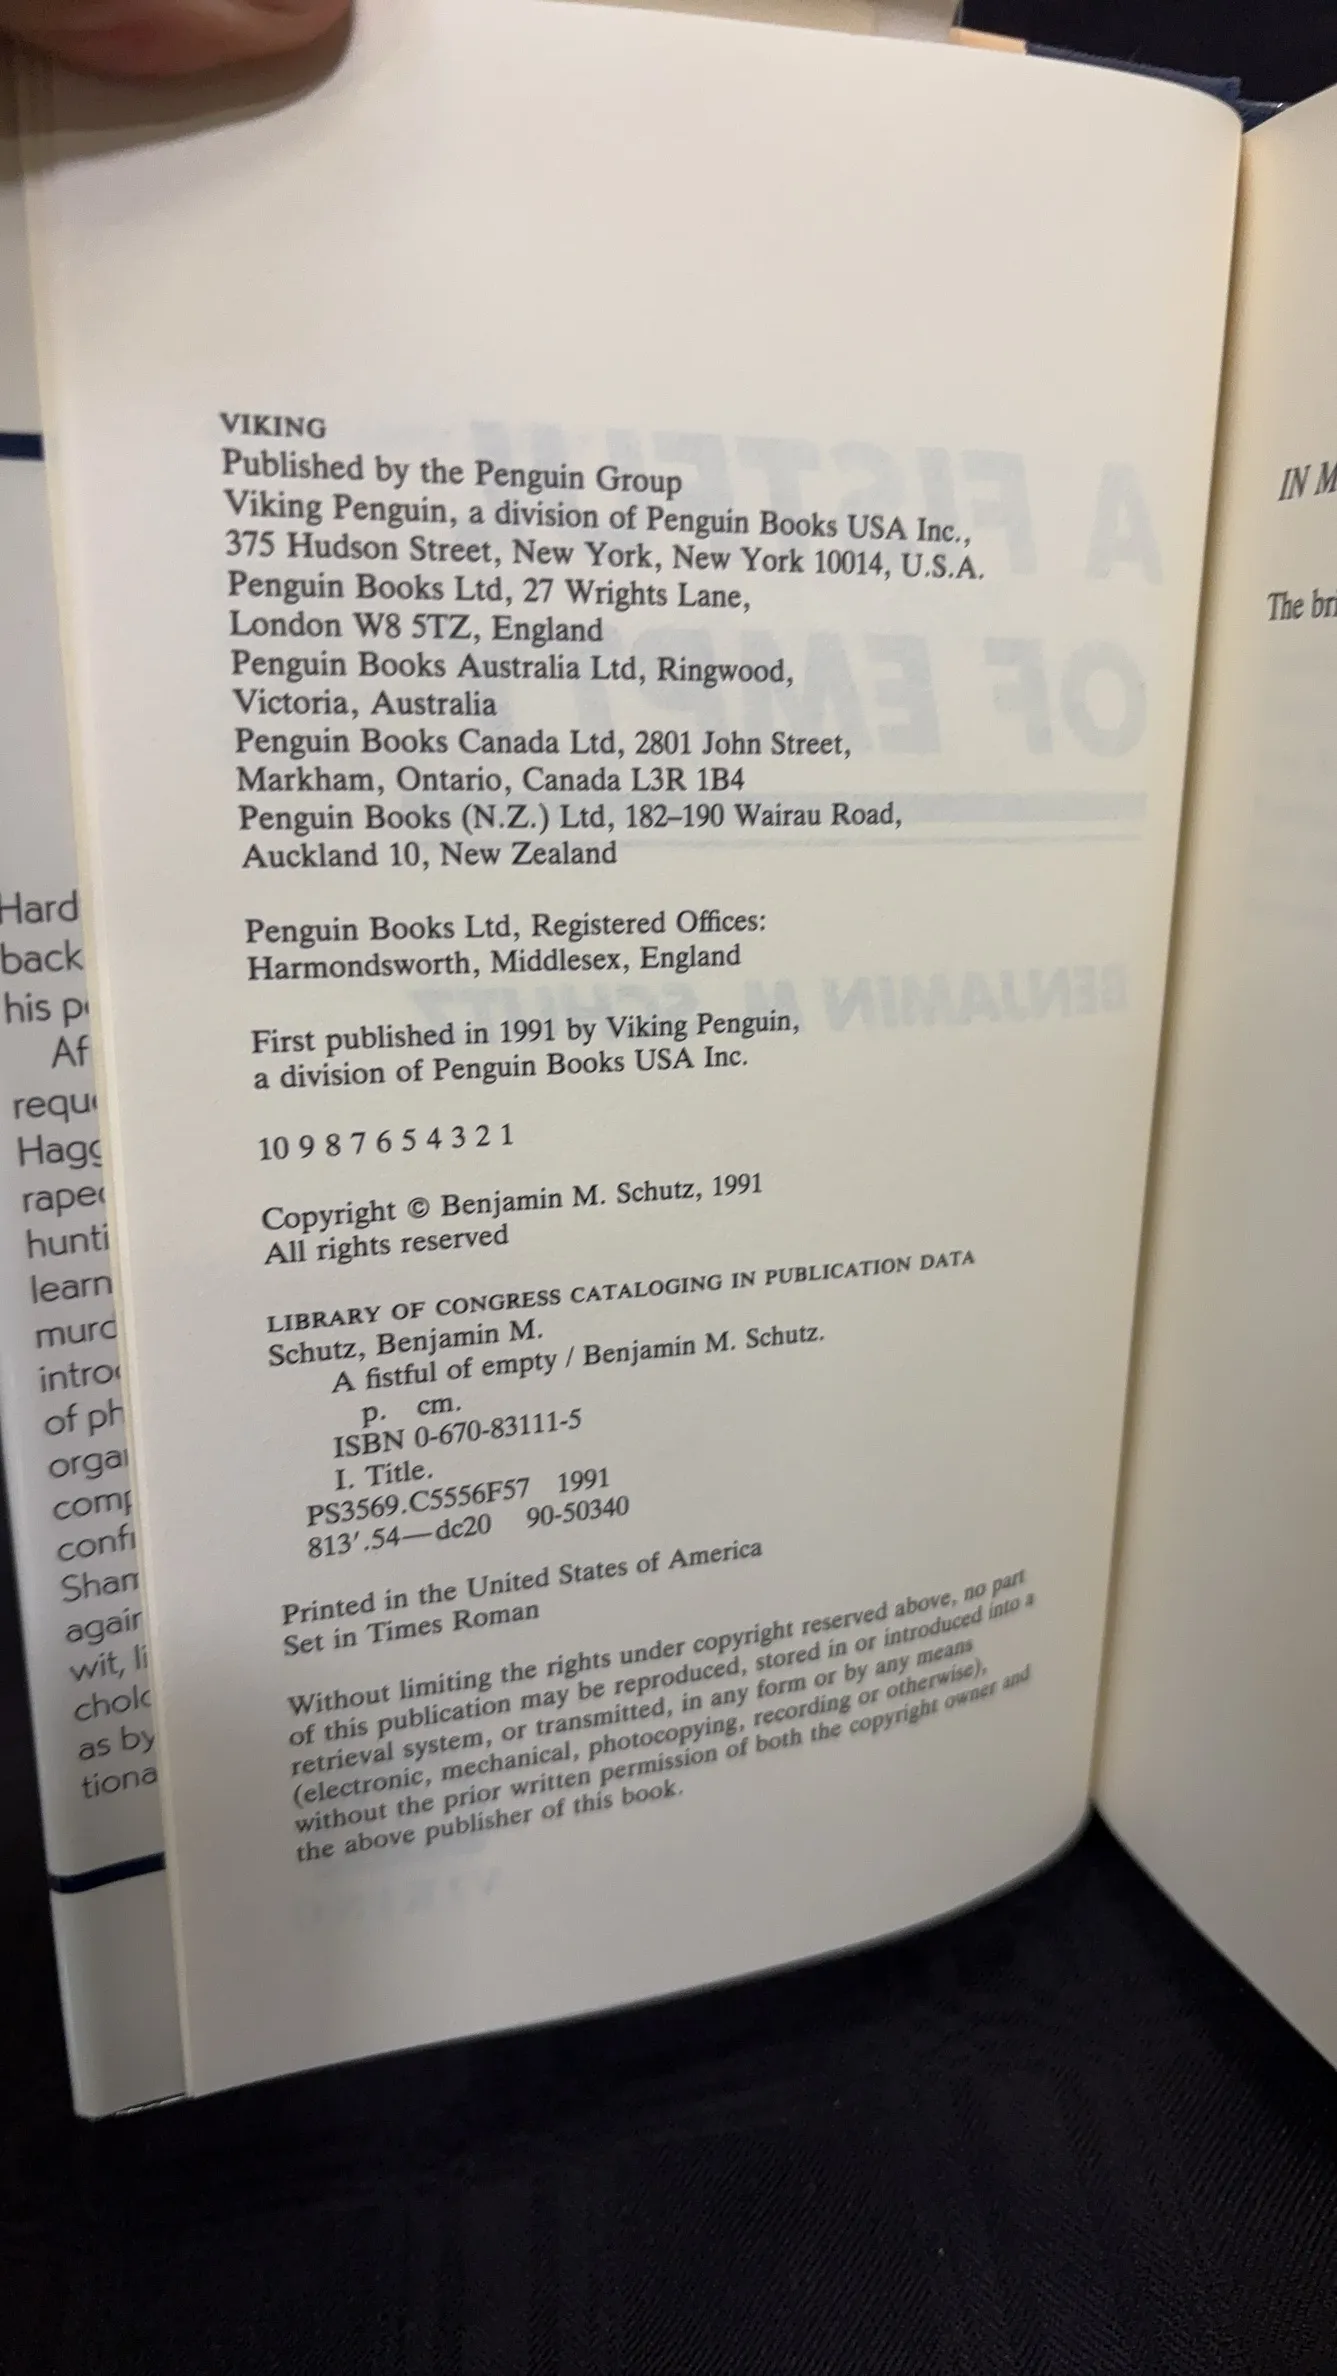 VIKING
Published by the Penguin Group
Viking Penguin, a division of Penguin Books USA Inc.,
375 Hudson Street, New York, New York 10014, U.S.A.
Penguin Books Ltd, 27 Wrights Lane,
London W8 5TZ, England
Penguin Books Australia Ltd, Ringwood,
Victoria, Australia
Penguin Books Canada Ltd, 2801 John Street,
Markham, Ontario, Canada L3R 1B4
Penguin Books (N.Z.) Ltd, 182–190 Wairau Road,
Auckland 10, New Zealand
Penguin Books Ltd, Registered Offices:
Harmondsworth, Middlesex, England
First published in 1991 by Viking Penguin,
a division of Penguin Books USA Inc.
10 9 8 7 6 5 4 3 2 1
Copyright © Benjamin M. Schutz, 1991
All rights reserved
LIBRARY OF CONGRESS CATALOGING IN PUBLICATION DATA
Schutz, Benjamin M.
A fistful of empty / Benjamin M. Schutz.
p. cm.
ISBN 0-670-83111-5
I. Title.
PS3569.C5556F57 1991
813′.54—dc20 90-50340
Printed in the United States of America
Set in Times Roman
Without limiting the rights under copyright reserved above, no part
of this publication may be reproduced, stored in or introduced into a
retrieval system, or transmitted, in any form or by any means
(electronic, mechanical, photocopying, recording or otherwise),
without the prior written permission of both the copyright owner and
the above publisher of this book.
Hard
back
his
Af
requ
Hagg
rape
hunti
learn
murd
intro
of ph
orga
comp
conf
Sham
again
wit, li
chol
as by
tiona
IN M
The bri